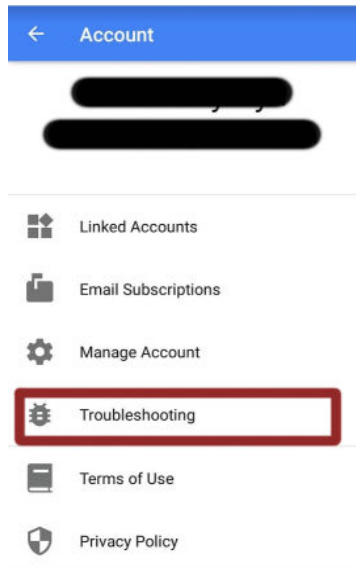 Account
Linked Accounts
Email Subscriptions
Manage Account
Troubleshooting
Terms of Use
Privacy Policy